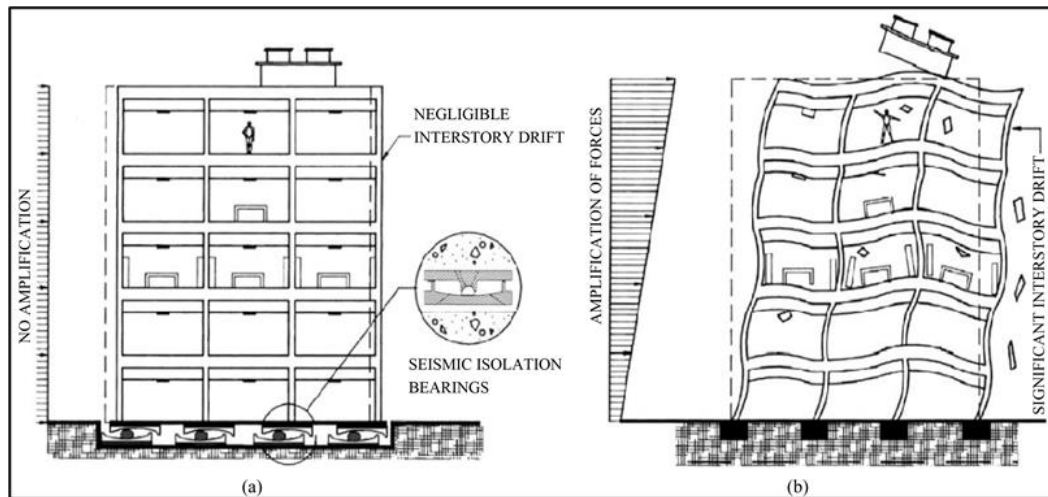 NO AMPLIFICATION
NEGLIGIBLE
INTERSTORY DRIFT
SEISMIC ISOLATION
BEARINGS
(a)
AMPLIFICATION OF FORCES
SIGNIFICANT INTERSTORY DRIFT
(b)